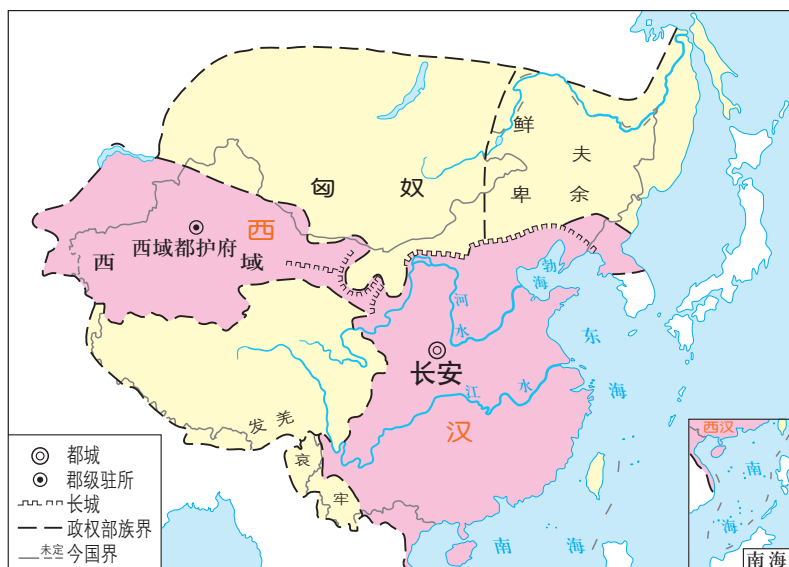 鲜卑
夫余
匈奴
西汉
西域都护府
西域
勃海
河水
长安
东海
江水
发羌
哀牢
南海
都城
郡级驻所
长城
政权部族界
未定
今国界
西汉
南海
南海